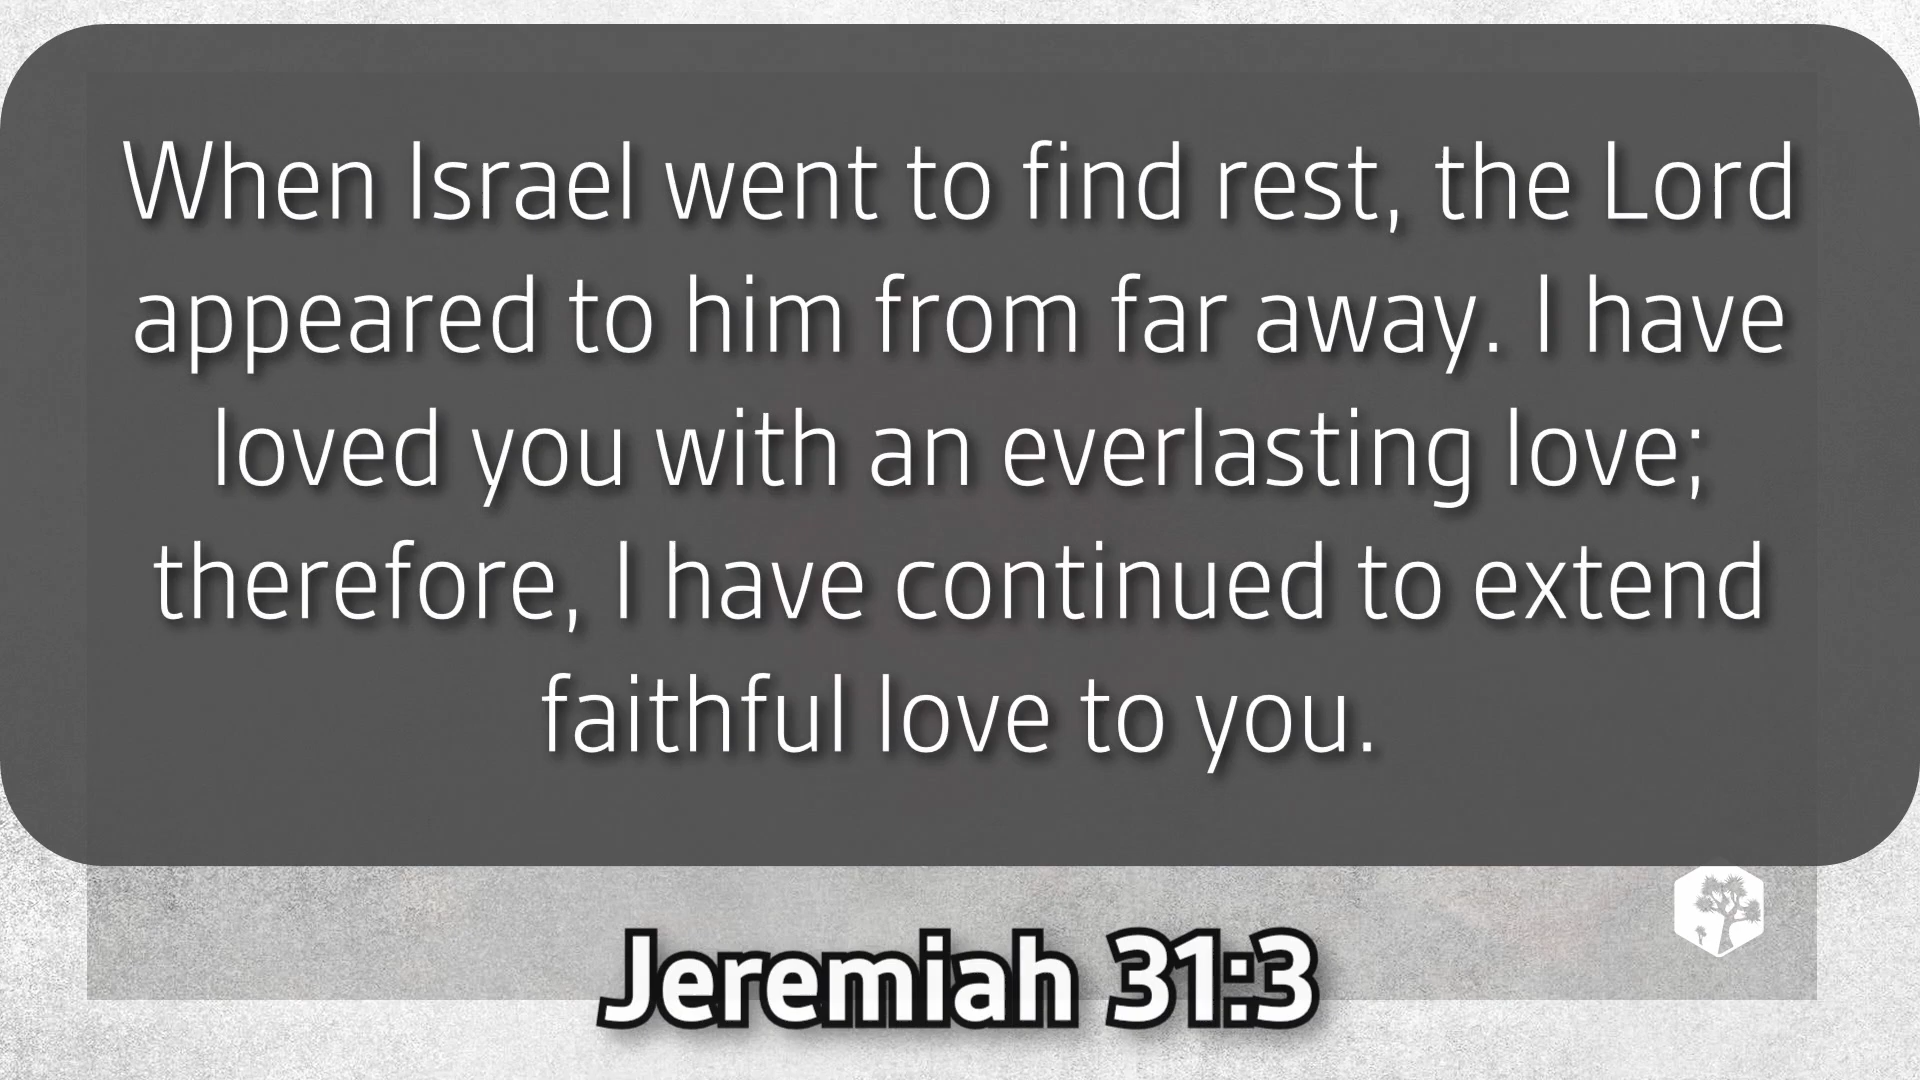 When Israel went to find rest, the Lord
appeared to him from far away. I have
loved you with an everlasting love;
therefore, I have continued to extend
faithful love to you.
Jeremiah 31:3